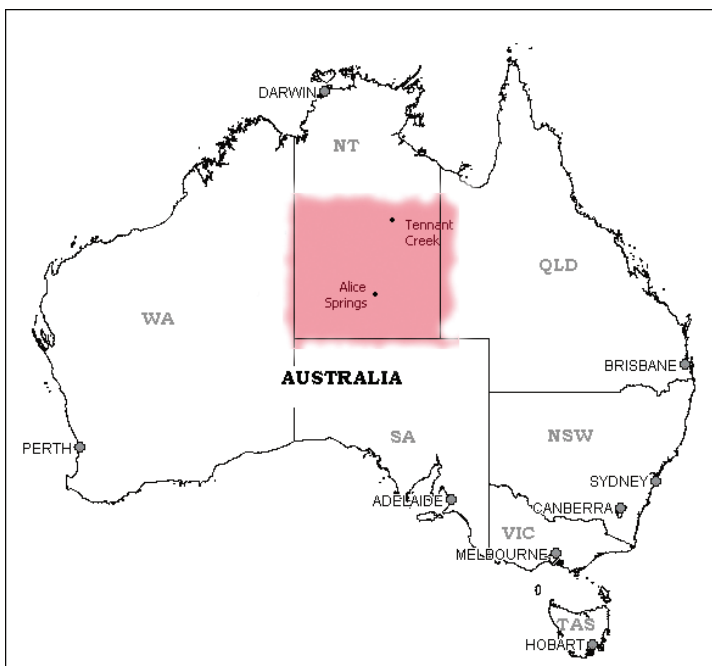 DARWIN
NT
Tennant
Creek
QLD
Alice
Springs
WA
BRISBANE
AUSTRALIA
SA
NSW
PERTH
SYDNEY
ADELAIDE
CANBERRA
VIC
MELBOURNE
TAS
HOBART